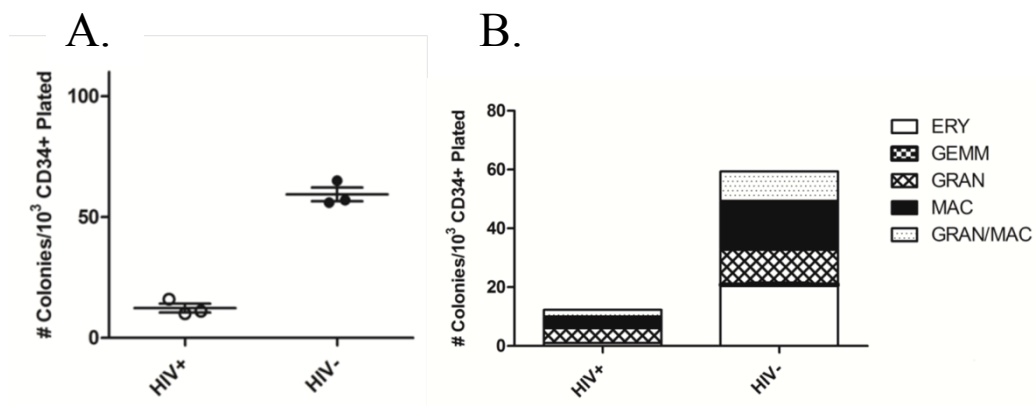 A.
# Colonies/10³ CD34+ Plated
100
50
0
HIV+
HIV-
B.
# Colonies/10³ CD34+ Plated
80
60
40
20
0
HIV+
HIV-
ERY
GEMM
GRAN
MAC
GRAN/MAC